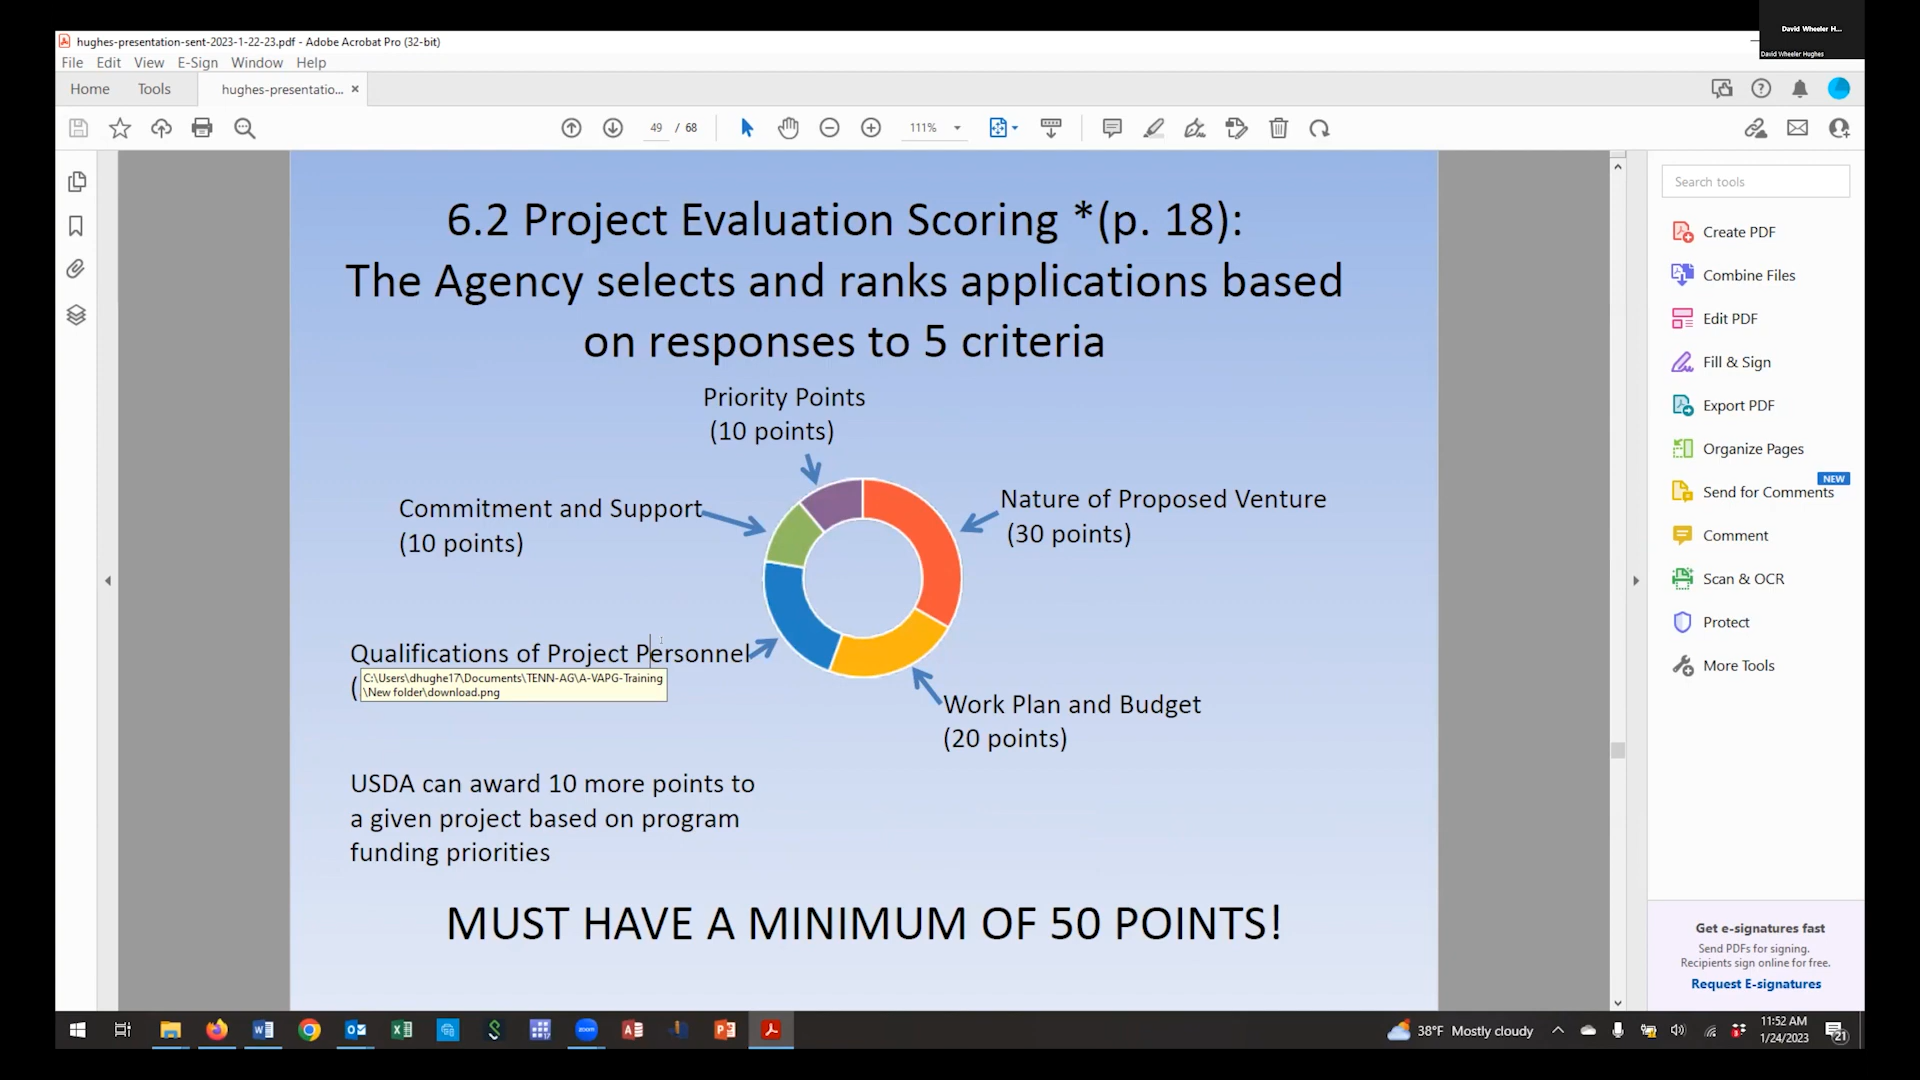 David Wheeler H...
David Wheeler Hughes
hughes-presentation-sent-2023-1-22-23.pdf - Adobe Acrobat Pro (32-bit)
File Edit View E-Sign Window Help
Home Tools hughes-presentatio... ×
49 / 68 111%
6.2 Project Evaluation Scoring *(p. 18):
The Agency selects and ranks applications based
on responses to 5 criteria
Priority Points
(10 points)
Commitment and Support
(10 points)
Nature of Proposed Venture
(30 points)
Qualifications of Project Personnel
(
C:\Users\dhughe17\Documents\TENN-AG\A-VAPG-Training
\New folder\download.png
Work Plan and Budget
(20 points)
USDA can award 10 more points to
a given project based on program
funding priorities
MUST HAVE A MINIMUM OF 50 POINTS!
Search tools
Create PDF
Combine Files
Edit PDF
Fill & Sign
Export PDF
Organize Pages
NEW
Send for Comments
Comment
Scan & OCR
Protect
More Tools
Get e-signatures fast
Send PDFs for signing.
Recipients sign online for free.
Request E-signatures
38°F Mostly cloudy
11:52 AM
1/24/2023
21